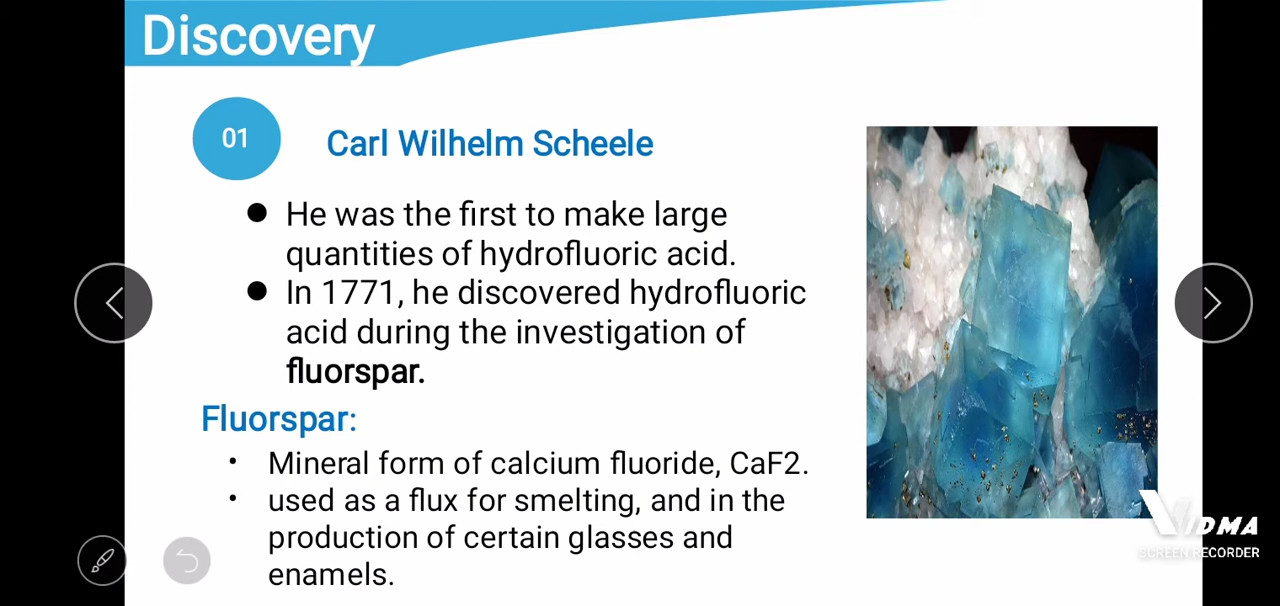 Discovery
01
Carl Wilhelm Scheele
● He was the first to make large
quantities of hydrofluoric acid.
● In 1771, he discovered hydrofluoric
acid during the investigation of
fluorspar.
Fluorspar:
• Mineral form of calcium fluoride, CaF2.
• used as a flux for smelting, and in the
production of certain glasses and
enamels.
VIDMA
SCREEN RECORDER